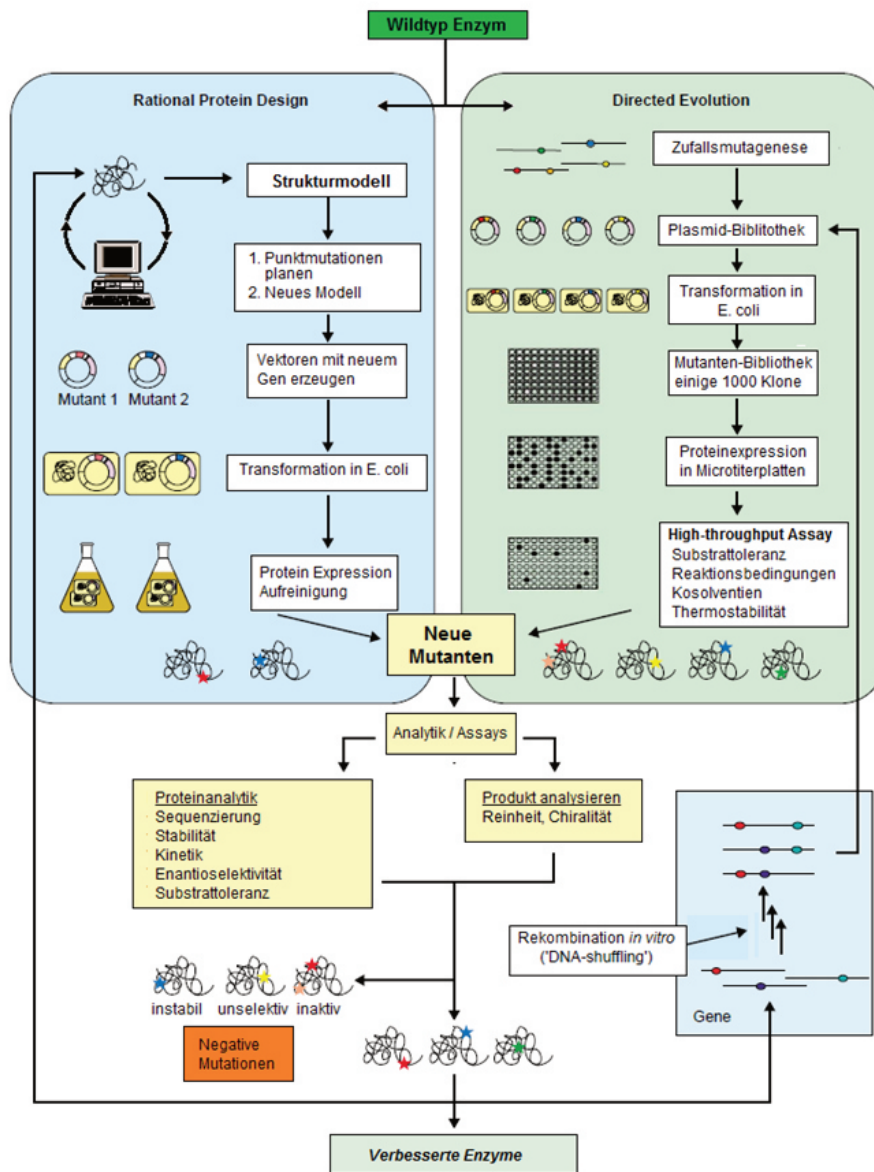 Wildtyp Enzym
Rational Protein Design
Strukturmodell
1. Punktmutationen
planen
2. Neues Modell
Vektoren mit neuem
Gen erzeugen
Mutant 1
Mutant 2
Transformation in E. coli
Protein Expression
Aufreinigung
Directed Evolution
Zufallsmutagenese
Plasmid-Biblitothek
Transformation in
E. coli
Mutanten-Bibliothek
einige 1000 Klone
Proteinexpression
in Microtiterplatten
High-throughput Assay
Substrattoleranz
Reaktionsbedingungen
Kosolventien
Thermostabilität
Neue
Mutanten
Analytik / Assays
Proteinanalytik
Sequenzierung
Stabilität
Kinetik
Enantioselektivität
Substrattoleranz
Produkt analysieren
Reinheit, Chiralität
Rekombination in vitro
('DNA-shuffling')
Gene
instabil
unselektiv
inaktiv
Negative
Mutationen
Verbesserte Enzyme